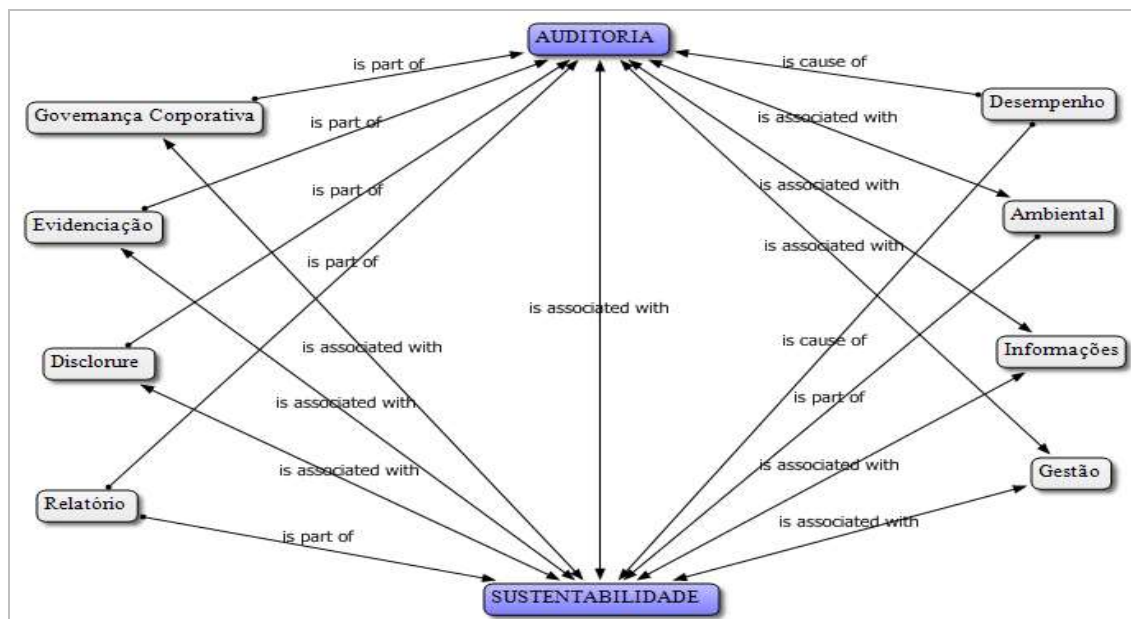 AUDITORIA
is part of
is cause of
Governança Corporativa
Desempenho
is part of
is associated with
is part of
is associated with
Evidenciação
Ambiental
is part of
is associated with
is associated with
is associated with
is cause of
Disclorure
Informações
is associated with
is part of
is associated with
is associated with
Relatório
Gestão
is part of
is associated with
SUSTENTABILIDADE